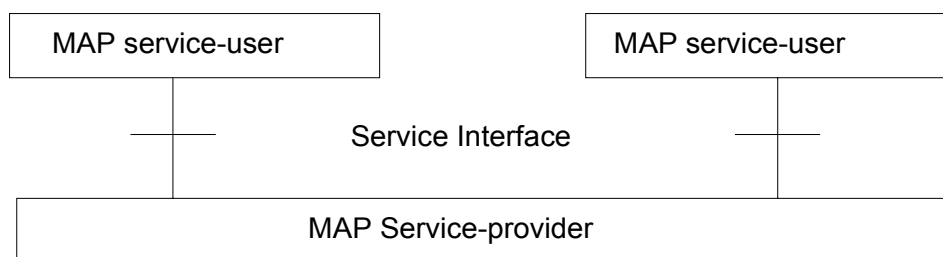 MAP service-user
MAP service-user
Service Interface
MAP Service-provider